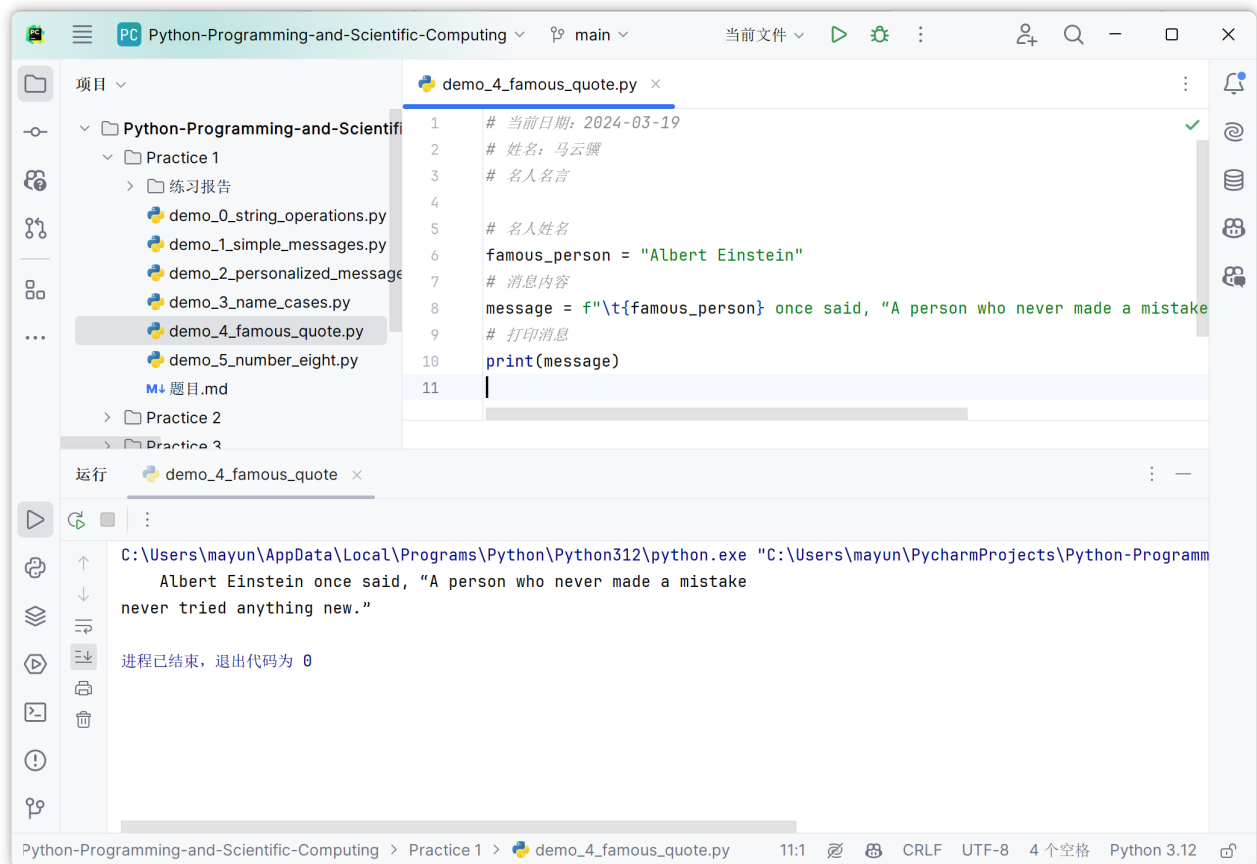 PC Python-Programming-and-Scientific-Computing main 当前文件
项目
Python-Programming-and-Scientifi
Practice 1
练习报告
demo_0_string_operations.py
demo_1_simple_messages.py
demo_2_personalized_message
demo_3_name_cases.py
demo_4_famous_quote.py
demo_5_number_eight.py
M↓ 题目.md
Practice 2
Practice 3
demo_4_famous_quote.py
1 # 当前日期：2024-03-19
2 # 姓名：马云骥
3 # 名人名言
4
5 # 名人姓名
6 famous_person = "Albert Einstein"
7 # 消息内容
8 message = f"\t{famous_person} once said, “A person who never made a mistake
9 # 打印消息
10 print(message)
11
运行 demo_4_famous_quote
C:\Users\mayun\AppData\Local\Programs\Python\Python312\python.exe "C:\Users\mayun\PycharmProjects\Python-Programm
Albert Einstein once said, “A person who never made a mistake
never tried anything new.”
进程已结束，退出代码为 0
Python-Programming-and-Scientific-Computing > Practice 1 > demo_4_famous_quote.py 11:1 CRLF UTF-8 4 个空格 Python 3.12